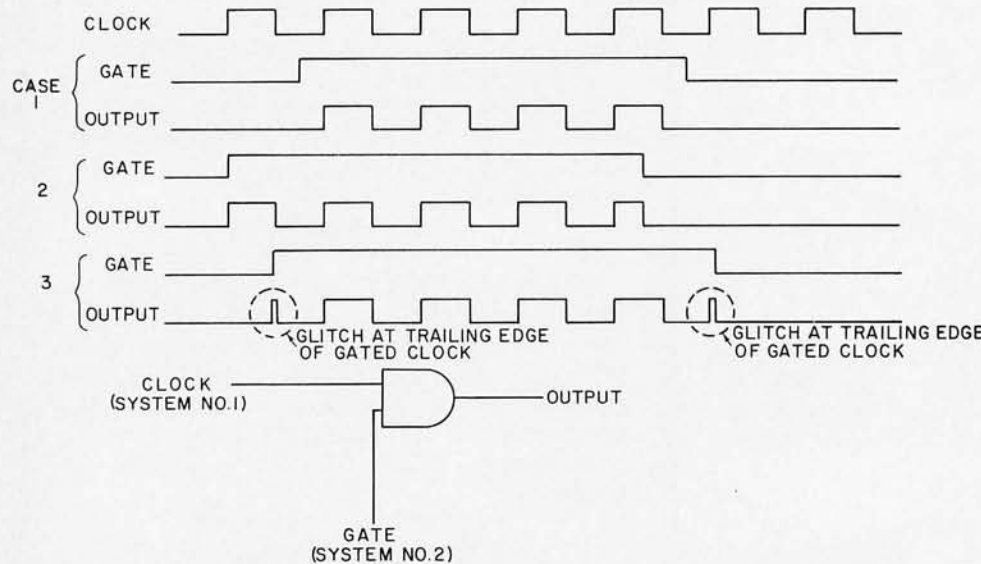 CLOCK
CASE
1
GATE
OUTPUT
2
GATE
OUTPUT
3
GATE
OUTPUT
GLITCH AT TRAILING EDGE
OF GATED CLOCK
GLITCH AT TRAILING EDGE
OF GATED CLOCK
CLOCK
(SYSTEM NO.1)
OUTPUT
GATE
(SYSTEM NO.2)